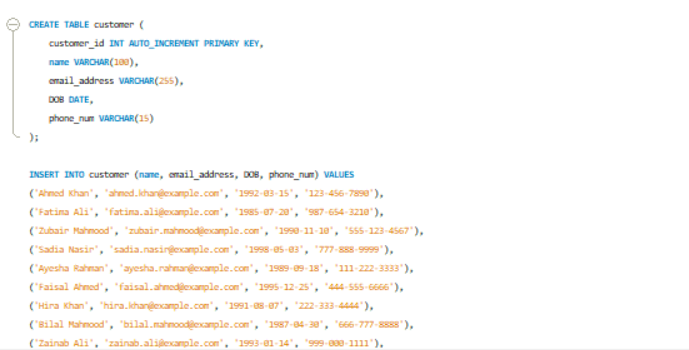 CREATE TABLE customer (
customer_id INT AUTO_INCREMENT PRIMARY KEY,
name VARCHAR(100),
email_address VARCHAR(255),
DOB DATE,
phone_num VARCHAR(15)
);
INSERT INTO customer (name, email_address, DOB, phone_num) VALUES
('Ahmed Khan', 'ahmed.khan@example.com', '1992-03-15', '123-456-7890'),
('Fatima Ali', 'fatima.ali@example.com', '1985-07-20', '987-654-3210'),
('Zubair Mahmood', 'zubair.mahmood@example.com', '1990-11-10', '555-123-4567'),
('Sadia Nasir', 'sadia.nasir@example.com', '1998-05-03', '777-888-9999'),
('Ayesha Rahman', 'ayesha.rahman@example.com', '1989-09-18', '111-222-3333'),
('Faisal Ahmed', 'faisal.ahmed@example.com', '1995-12-25', '444-555-6666'),
('Hira Khan', 'hira.khan@example.com', '1991-08-07', '222-333-4444'),
('Bilal Mahmood', 'bilal.mahmood@example.com', '1987-04-30', '666-777-8888'),
('Zainab Ali', 'zainab.ali@example.com', '1993-01-14', '999-000-1111'),